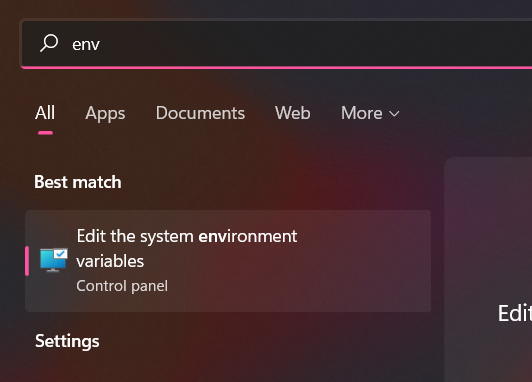 env
All Apps Documents Web More
Best match
Edit the system environment
variables
Control panel
Settings
Edit